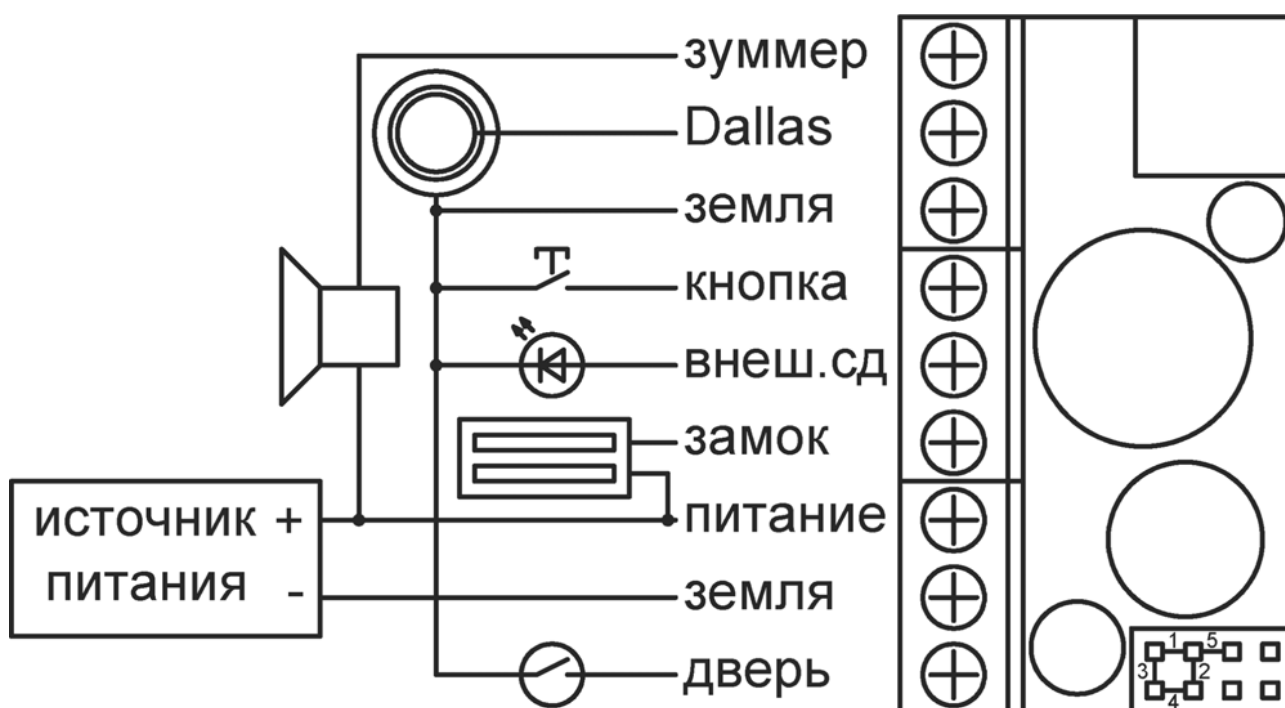 зуммер
Dallas
земля
кнопка
внеш.сд
замок
источник +
питание
питания -
земля
дверь
1 5
3 2
4